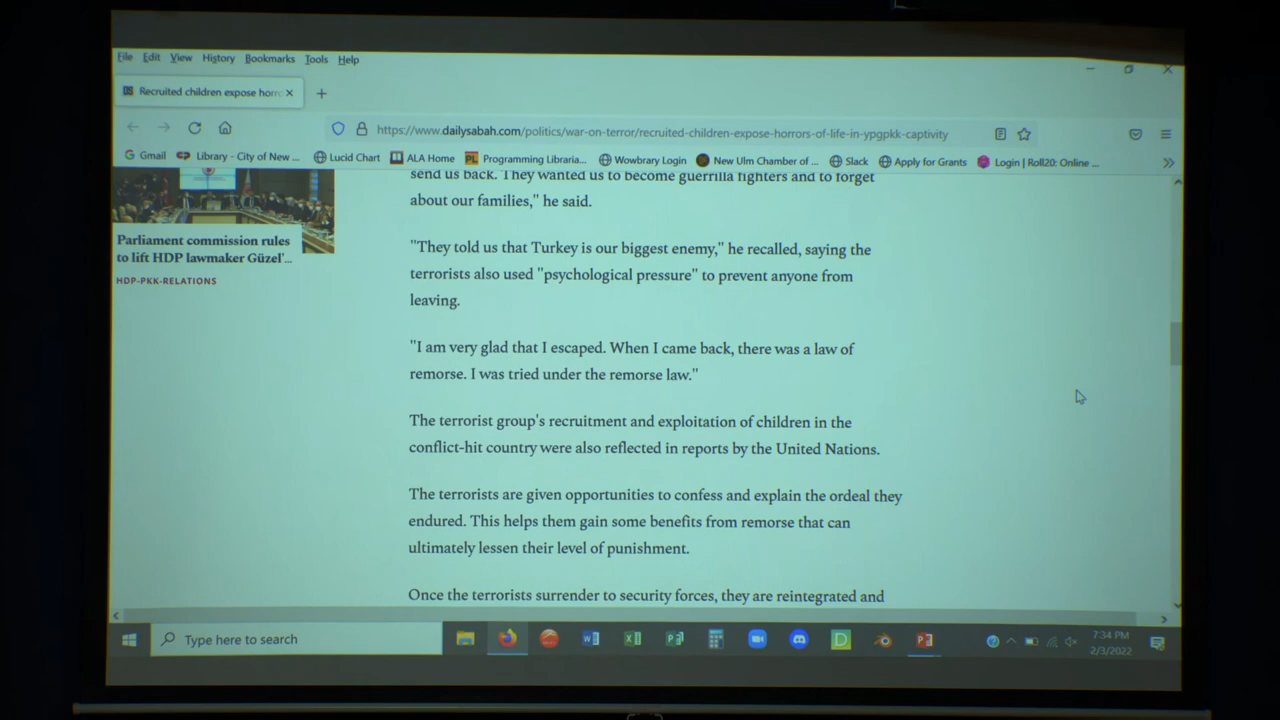 File Edit View History Bookmarks Tools Help
Recruited children expose horro
https://www.dailysabah.com/politics/war-on-terror/recruited-children-expose-horrors-of-life-in-ypgpkk-captivity
Gmail Library - City of New ... Lucid Chart ALA Home Programming Libraria... Wowbrary Login New Ulm Chamber of ... Slack Apply for Grants Login | Roll20: Online ...
send us back. They wanted us to become guerrilla fighters and to forget
about our families," he said.
Parliament commission rules
to lift HDP lawmaker Güzel'...
HDP-PKK-RELATIONS
"They told us that Turkey is our biggest enemy," he recalled, saying the
terrorists also used "psychological pressure" to prevent anyone from
leaving.
"I am very glad that I escaped. When I came back, there was a law of
remorse. I was tried under the remorse law."
The terrorist group's recruitment and exploitation of children in the
conflict-hit country were also reflected in reports by the United Nations.
The terrorists are given opportunities to confess and explain the ordeal they
endured. This helps them gain some benefits from remorse that can
ultimately lessen their level of punishment.
Once the terrorists surrender to security forces, they are reintegrated and
Type here to search
7:34 PM
2/3/2022